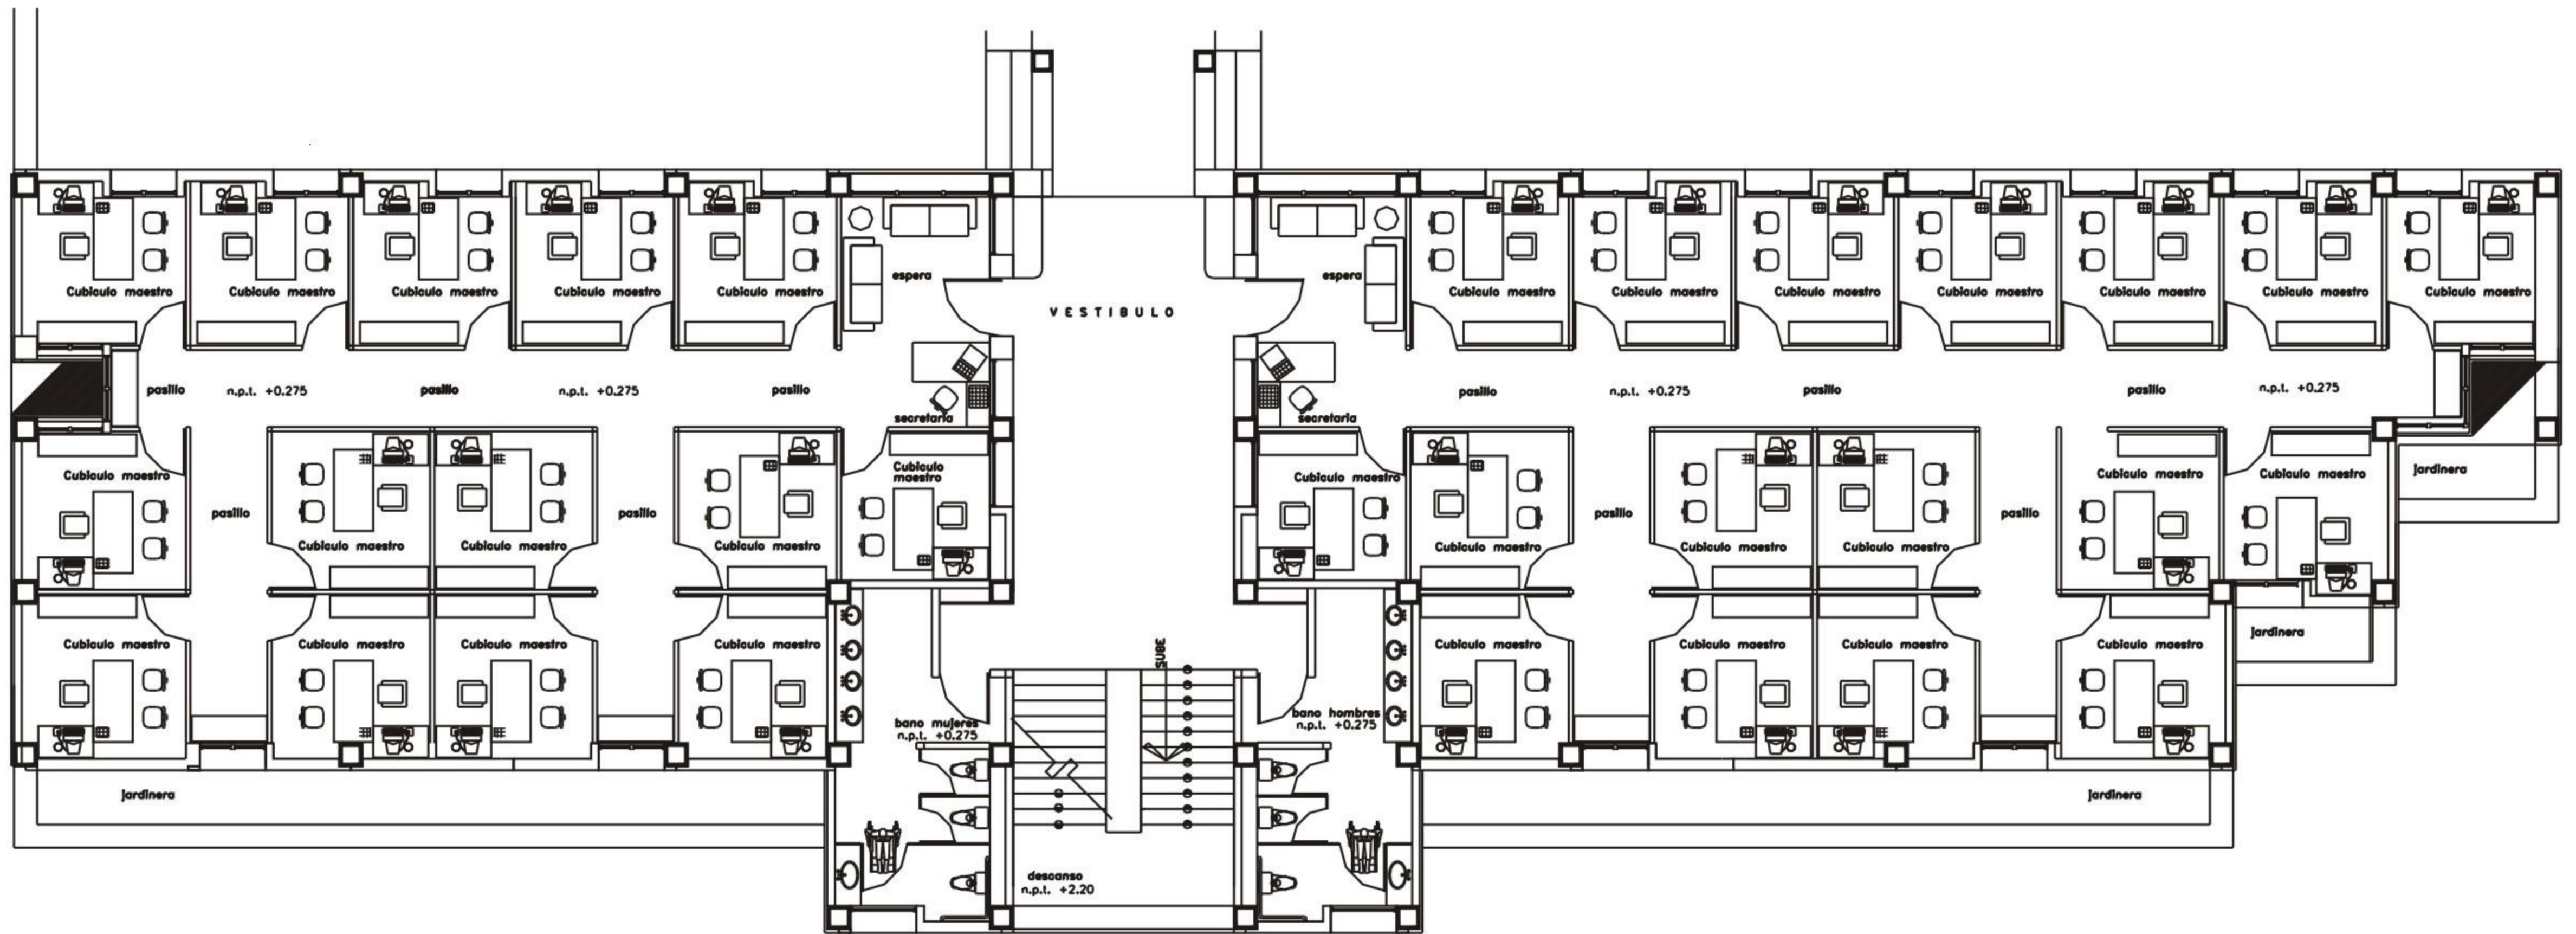 VESTIBULO
espera
espera
Cubiculo maestro
Cubiculo maestro
Cubiculo maestro
Cubiculo maestro
Cubiculo maestro
Cubiculo maestro
Cubiculo maestro
Cubiculo maestro
Cubiculo maestro
Cubiculo maestro
Cubiculo maestro
Cubiculo maestro
pasillo
n.p.t. +0.275
pasillo
n.p.t. +0.275
pasillo
pasillo
n.p.t. +0.275
pasillo
pasillo
n.p.t. +0.275
secretaria
secretaria
Cubiculo maestro
Cubiculo
maestro
Cubiculo maestro
Cubiculo maestro
Cubiculo maestro
jardinera
pasillo
pasillo
pasillo
pasillo
Cubiculo maestro
Cubiculo maestro
Cubiculo maestro
Cubiculo maestro
Cubiculo maestro
Cubiculo maestro
jardinera
Cubiculo maestro
Cubiculo maestro
Cubiculo maestro
Cubiculo maestro
SUBE
Cubiculo maestro
Cubiculo maestro
Cubiculo maestro
Cubiculo maestro
bano mujeres
n.p.t. +0.275
bano hombres
n.p.t. +0.275
jardinera
jardinera
descanso
n.p.t. +2.20